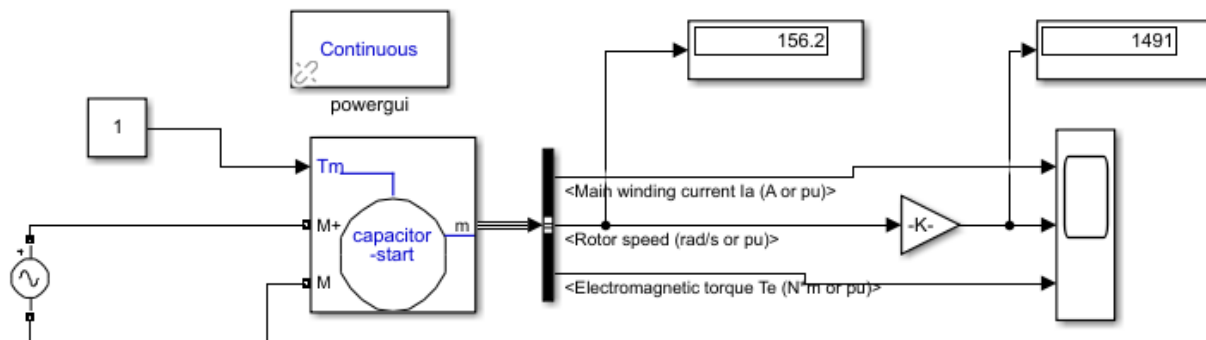 Continuous
powergui
156.2
1491
1
Tm
M+
M
capacitor
-start
m
<Main winding current Ia (A or pu)>
<Rotor speed (rad/s or pu)>
<Electromagnetic torque Te (N*m or pu)>
-K-
+